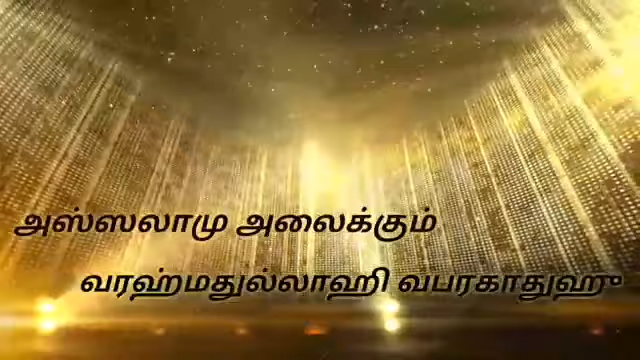 அஸ்ஸலாமு அலைக்கும்
வரஹ்மதுல்லாஹி வபரகாதுஹு